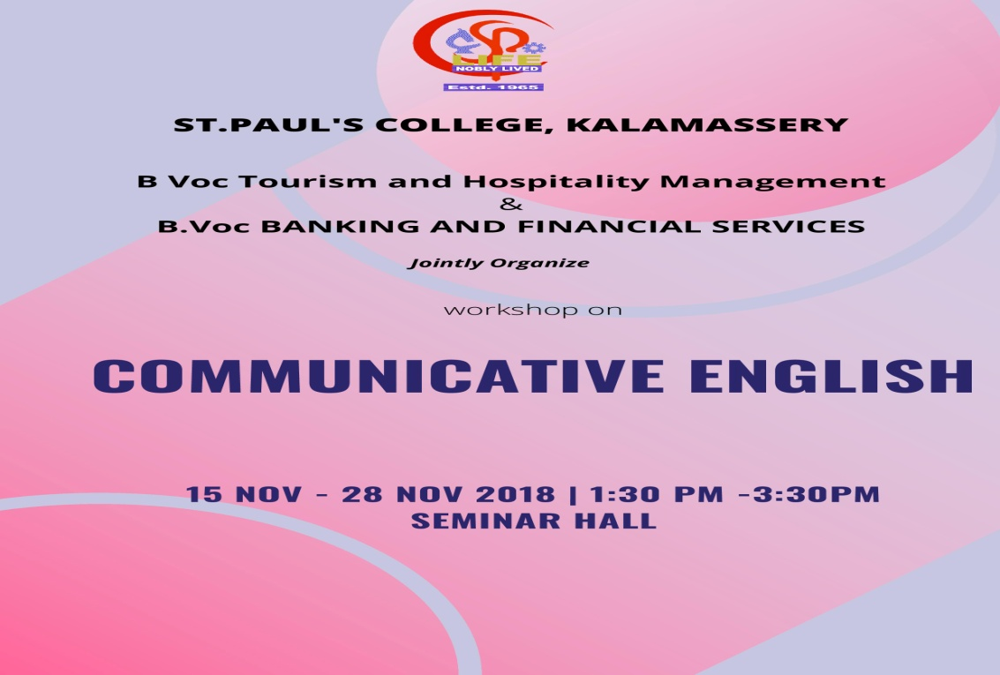 LIFE
NOBLY LIVED
Estd. 1965
ST.PAUL'S COLLEGE, KALAMASSERY
B Voc Tourism and Hospitality Management
&
B.Voc BANKING AND FINANCIAL SERVICES
Jointly Organize
workshop on
COMMUNICATIVE ENGLISH
15 NOV - 28 NOV 2018 | 1:30 PM -3:30PM
SEMINAR HALL